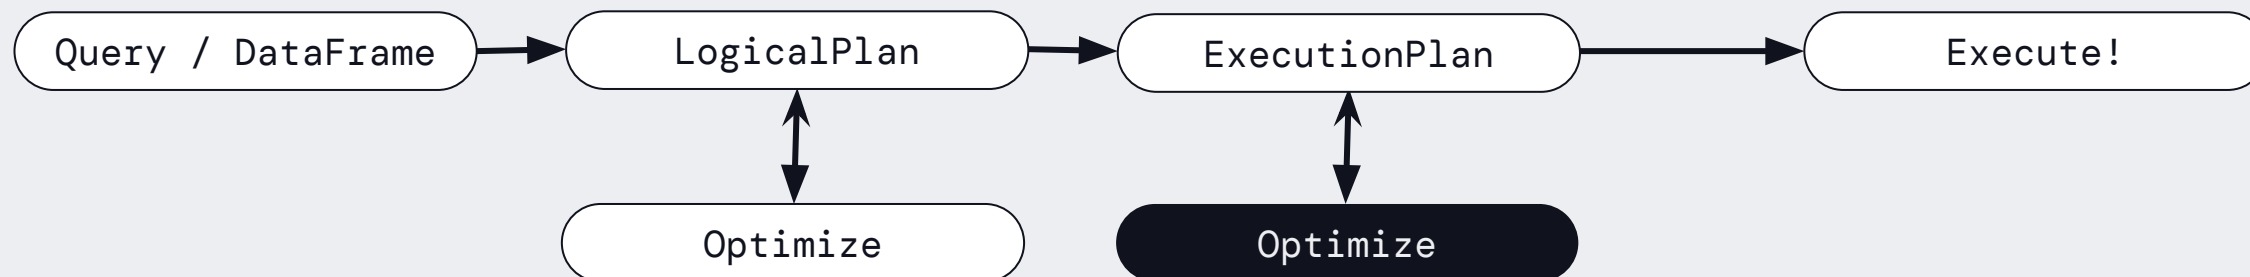 Query / DataFrame
LogicalPlan
ExecutionPlan
Execute!
Optimize
Optimize